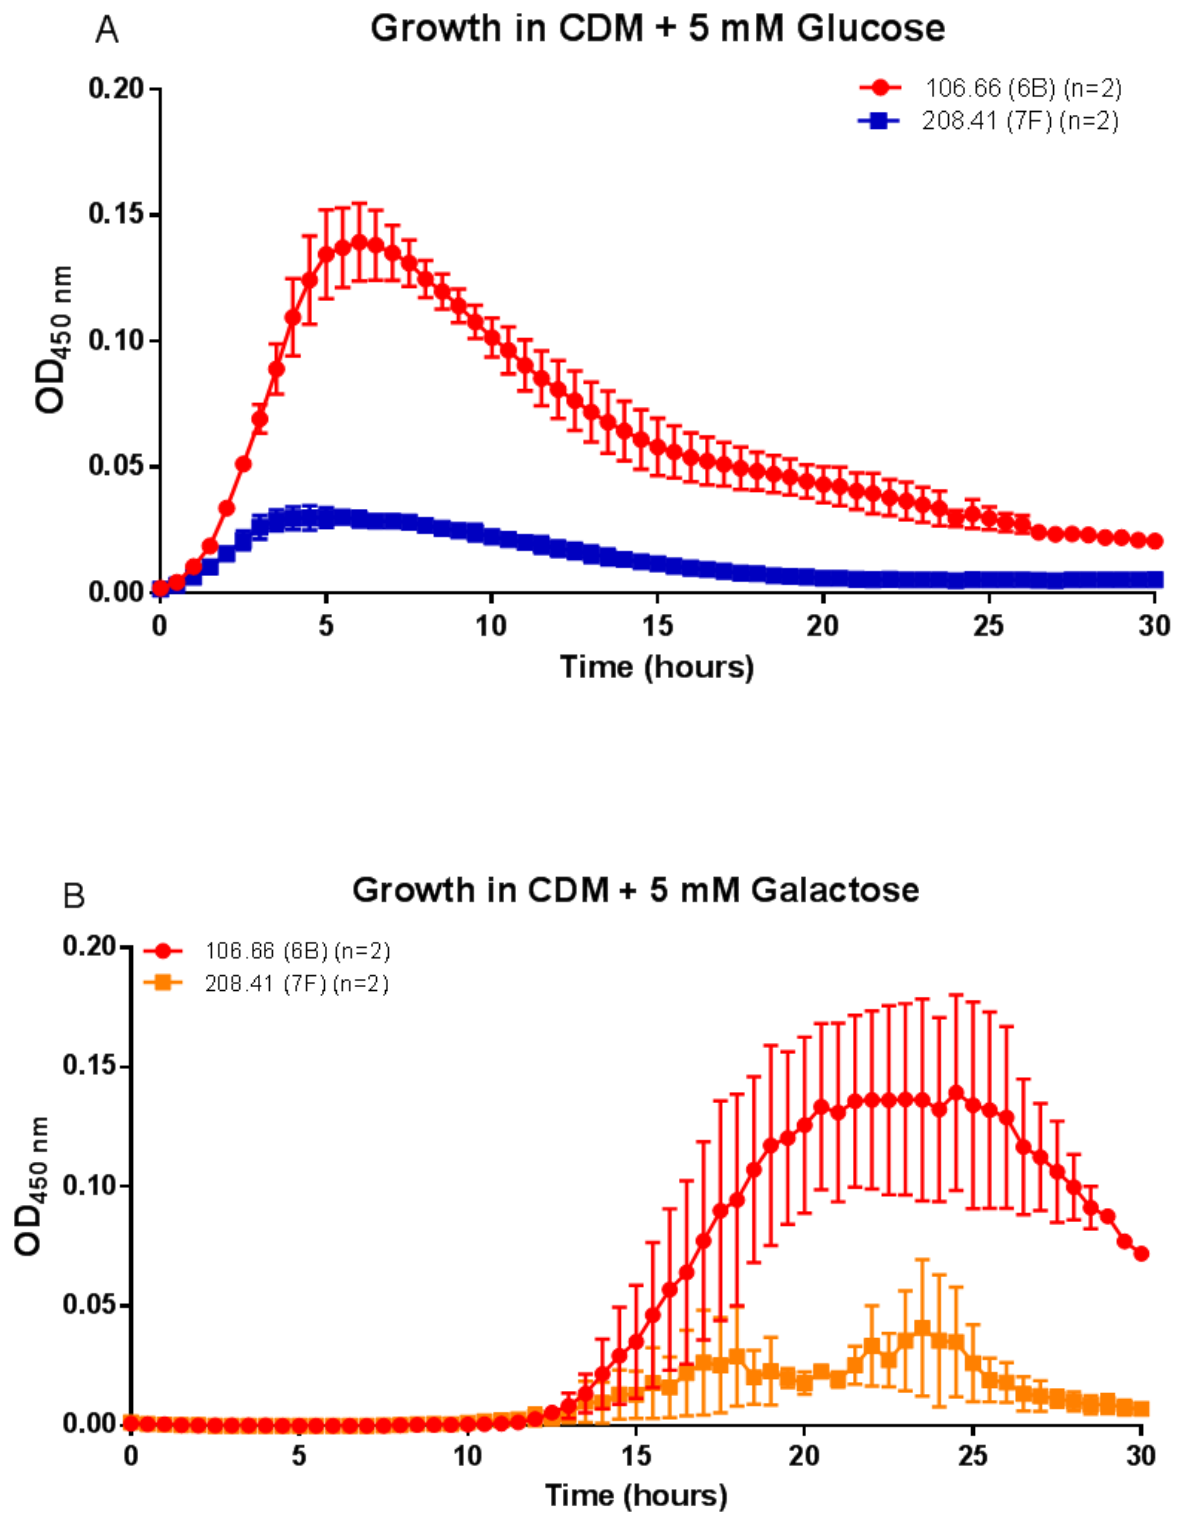 A
Growth in CDM + 5 mM Glucose
106.66 (6B) (n=2)
208.41 (7F) (n=2)
0.20
0.15
0.10
0.05
0.00
OD450 nm
0 5 10 15 20 25 30
Time (hours)
B
Growth in CDM + 5 mM Galactose
106.66 (6B) (n=2)
208.41 (7F) (n=2)
0.20
0.15
0.10
0.05
0.00
OD450 nm
0 5 10 15 20 25 30
Time (hours)